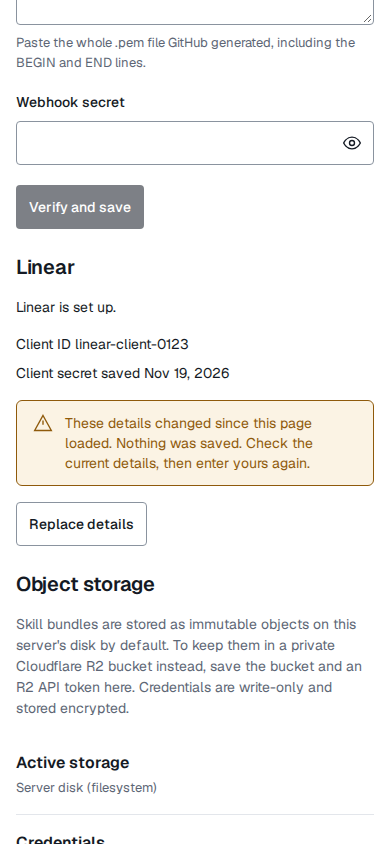 Paste the whole .pem file GitHub generated, including the
BEGIN and END lines.
Webhook secret
Verify and save
Linear
Linear is set up.
Client ID linear-client-0123
Client secret saved Nov 19, 2026
These details changed since this page
loaded. Nothing was saved. Check the
current details, then enter yours again.
Replace details
Object storage
Skill bundles are stored as immutable objects on this
server's disk by default. To keep them in a private
Cloudflare R2 bucket instead, save the bucket and an
R2 API token here. Credentials are write-only and
stored encrypted.
Active storage
Server disk (filesystem)
Credentials